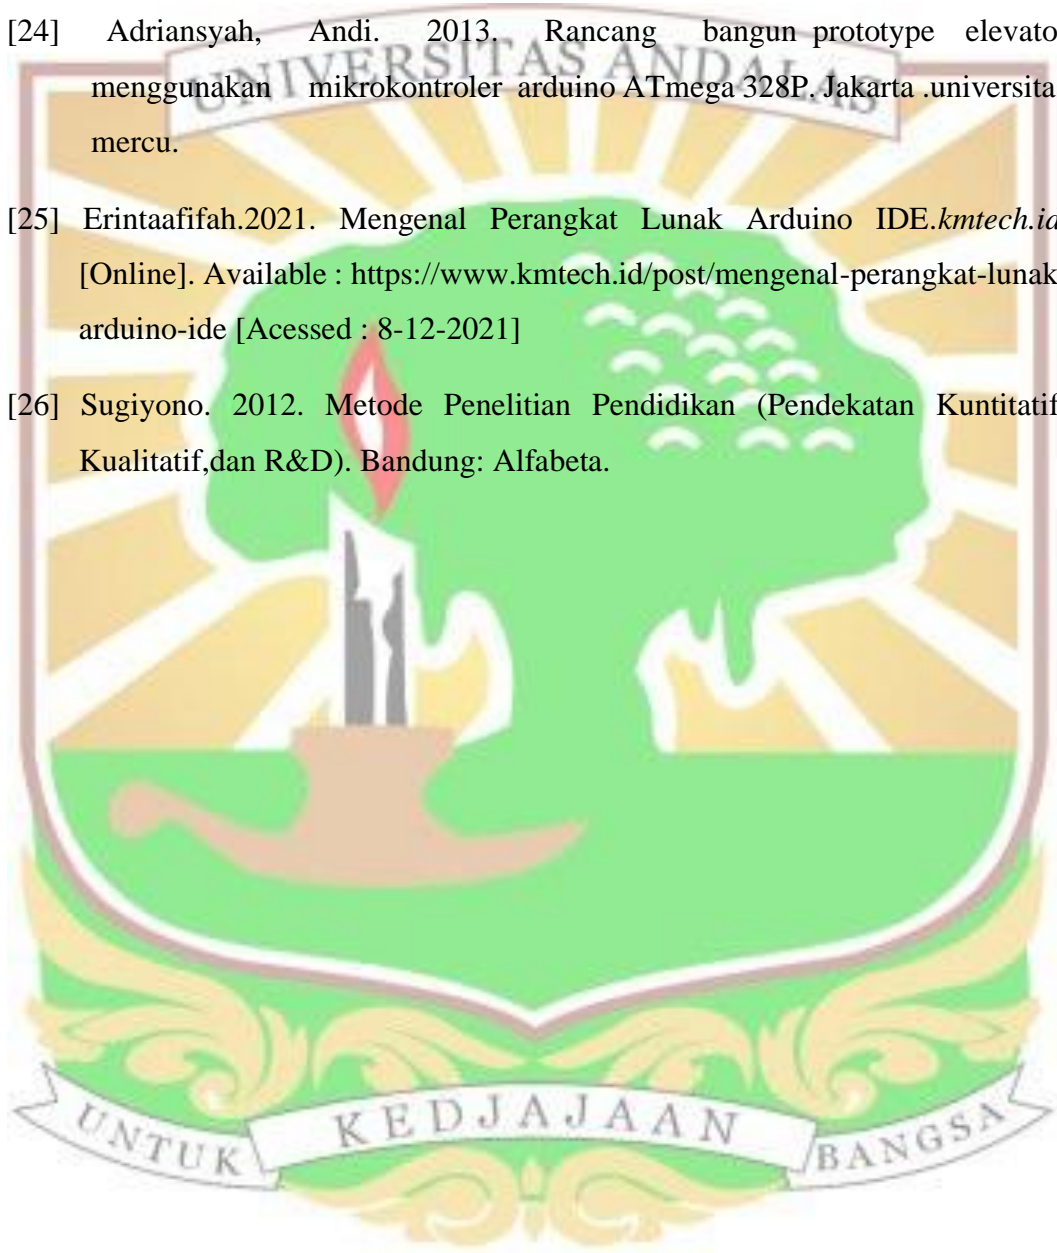 [24] Adriansyah, Andi. 2013. Rancang bangun prototype elevato
UNIVERSITAS ANDALAS
menggunakan mikrokontroler arduino ATmega 328P. Jakarta .universita
mercu.
[25] Erintaafifah.2021. Mengenal Perangkat Lunak Arduino IDE.kmtech.id
[Online]. Available : https://www.kmtech.id/post/mengenal-perangkat-lunak
arduino-ide [Acessed : 8-12-2021]
[26] Sugiyono. 2012. Metode Penelitian Pendidikan (Pendekatan Kuntitatif
Kualitatif,dan R&D). Bandung: Alfabeta.
UNTUK KEDJAJAAN BANGSA